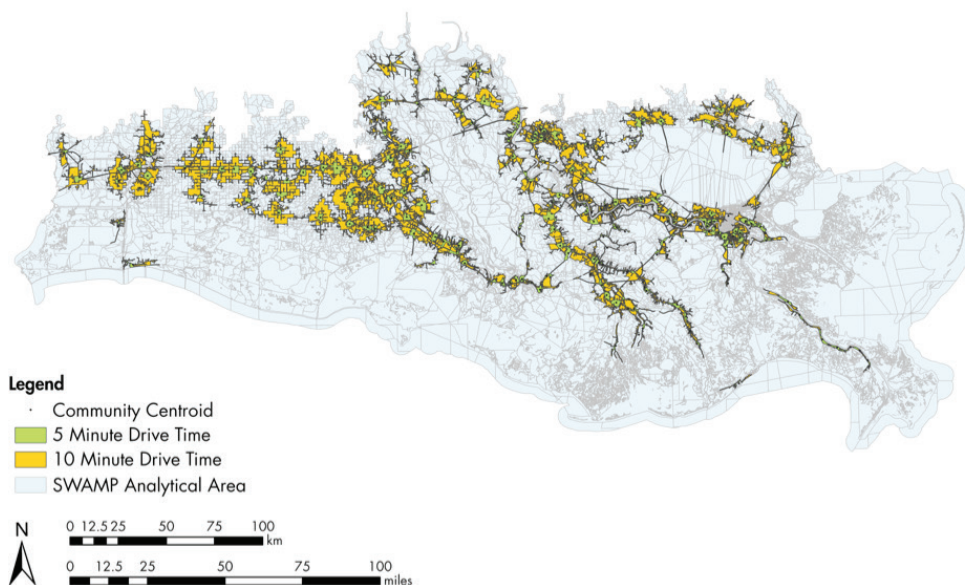 Legend
Community Centroid
5 Minute Drive Time
10 Minute Drive Time
SWAMP Analytical Area
N
0 12.5 25 50 75 100
km
0 12.5 25 50 75 100
miles